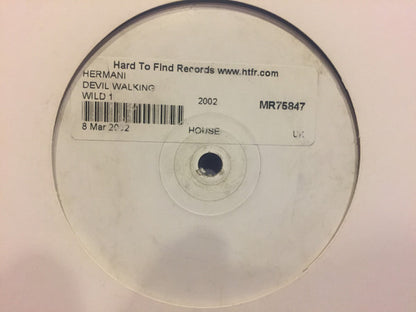 Hard To Find Records www.htfr.com
HERMANI
DEVIL WALKING
WILD 1
2002 MR75847
8 Mar 2002 HOUSE UK